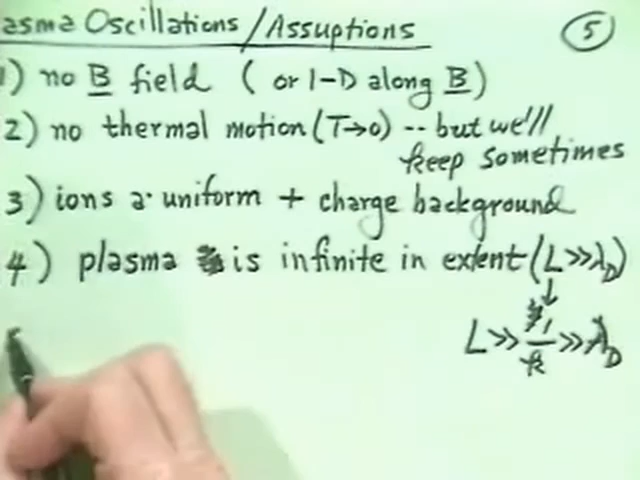 asma Oscillations/Assuptions
5
1) no B field ( or 1-D along B)
2) no thermal motion (T→0) -- but we'll
keep sometimes
3) ions a· uniform + charge background
4) plasma is infinite in extent (L>>λD)
↓
L >> 1/k >> λD